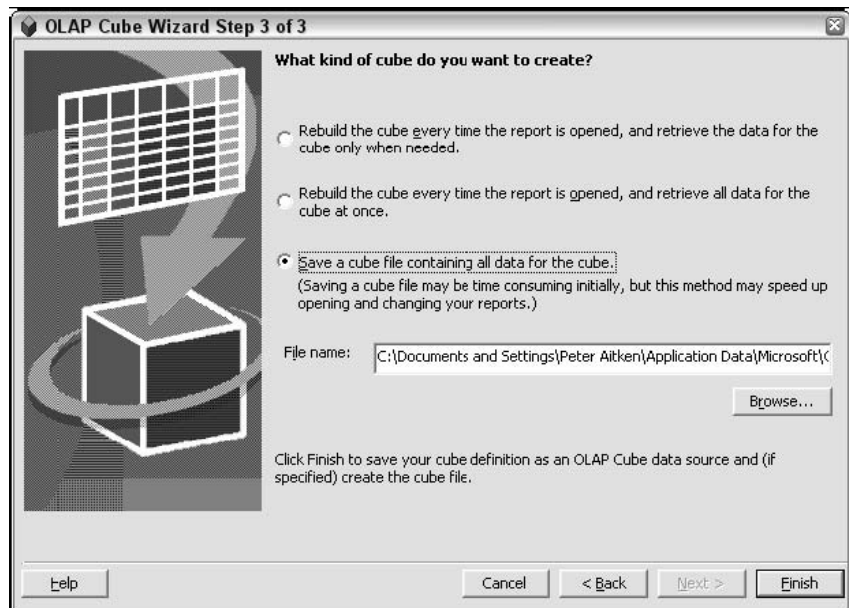 OLAP Cube Wizard Step 3 of 3
What kind of cube do you want to create?
Rebuild the cube every time the report is opened, and retrieve the data for the
cube only when needed.
Rebuild the cube every time the report is opened, and retrieve all data for the
cube at once.
Save a cube file containing all data for the cube.
(Saving a cube file may be time consuming initially, but this method may speed up
opening and changing your reports.)
File name:
C:\Documents and Settings\Peter Aitken\Application Data\Microsoft\
Browse...
Click Finish to save your cube definition as an OLAP Cube data source and (if
specified) create the cube file.
Help
Cancel
< Back
Next >
Finish